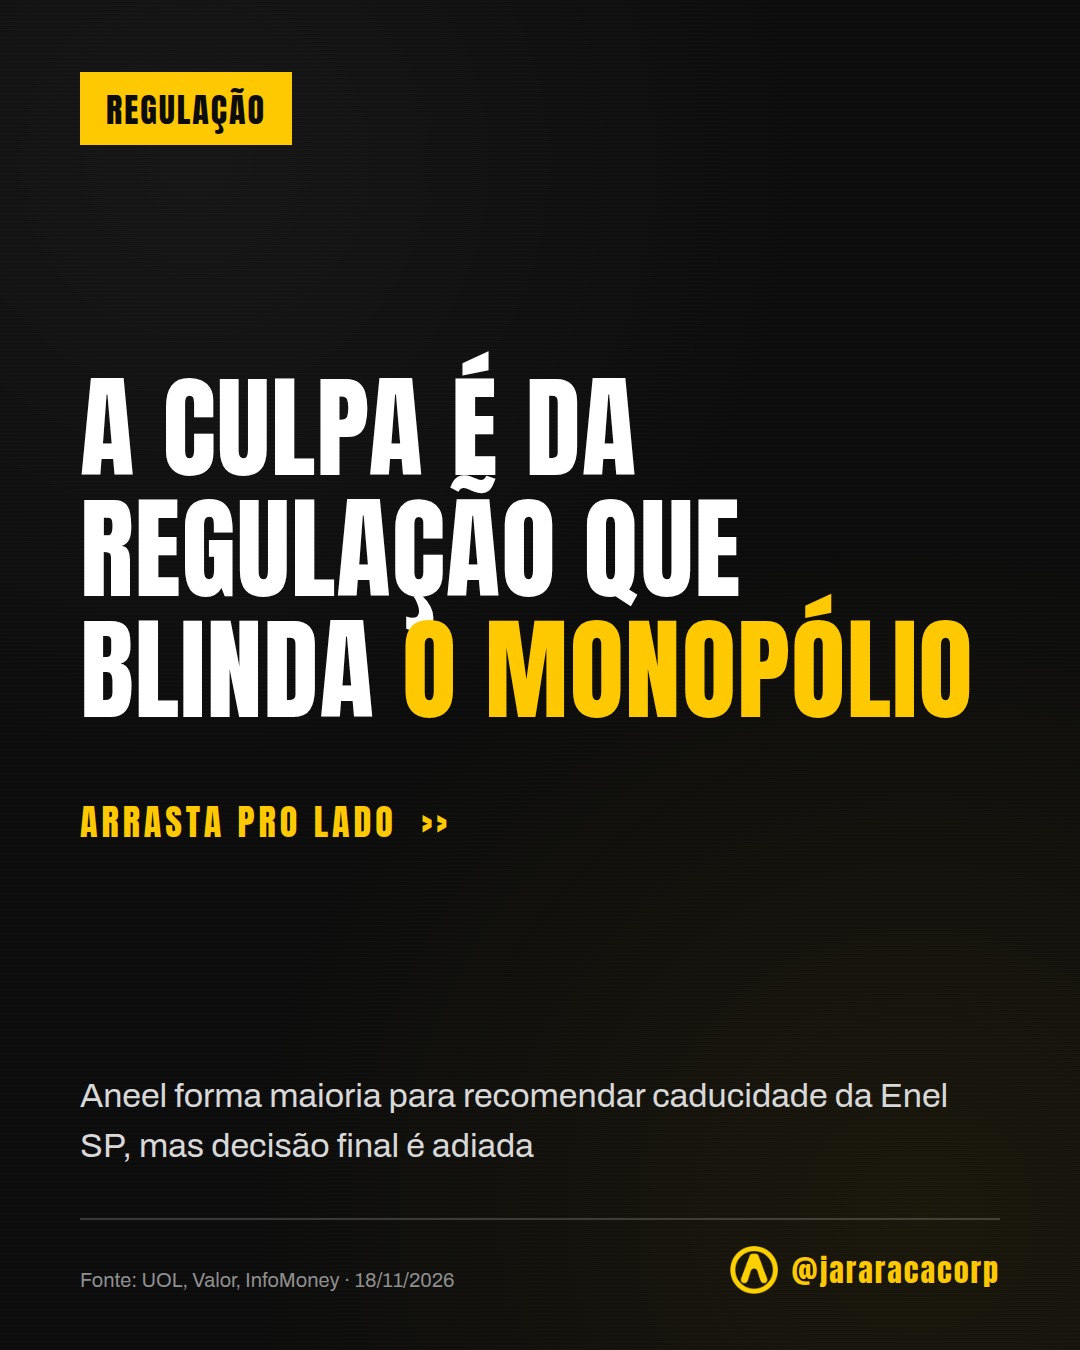 REGULAÇÃO
A CULPA É DA
REGULAÇÃO QUE
BLINDA O MONOPÓLIO
ARRASTA PRO LADO >>
Aneel forma maioria para recomendar caducidade da Enel
SP, mas decisão final é adiada
Fonte: UOL, Valor, InfoMoney · 18/11/2026
@jararacacorp